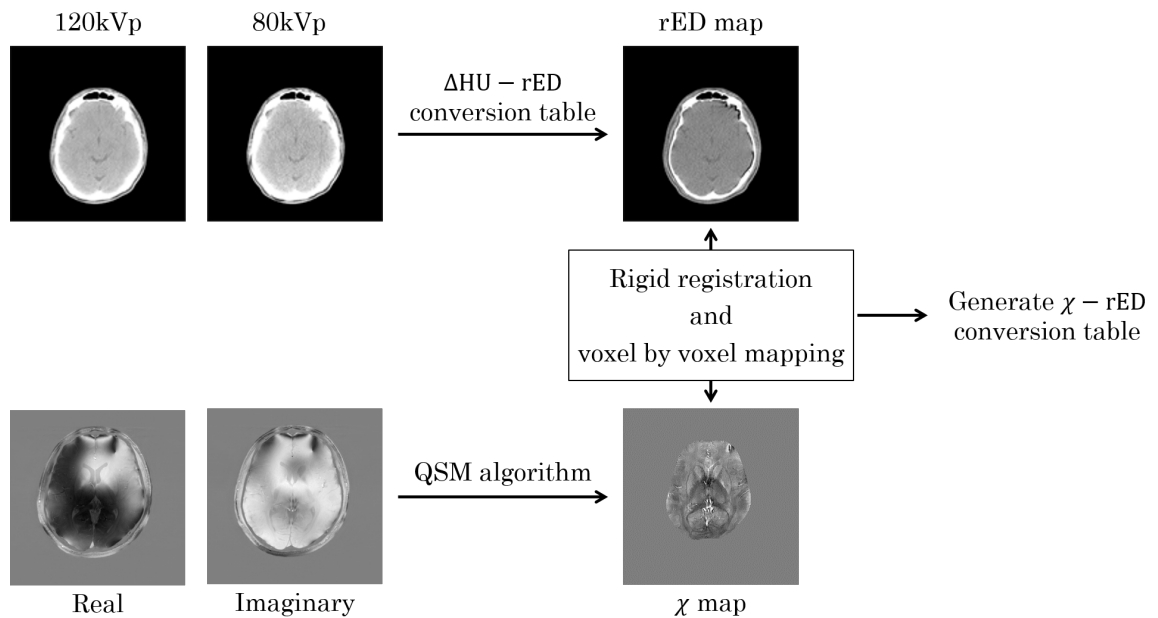 120kVp
80kVp
rED map
ΔHU – rED
conversion table
Rigid registration
and
voxel by voxel mapping
Generate χ – rED
conversion table
QSM algorithm
Real
Imaginary
χ map